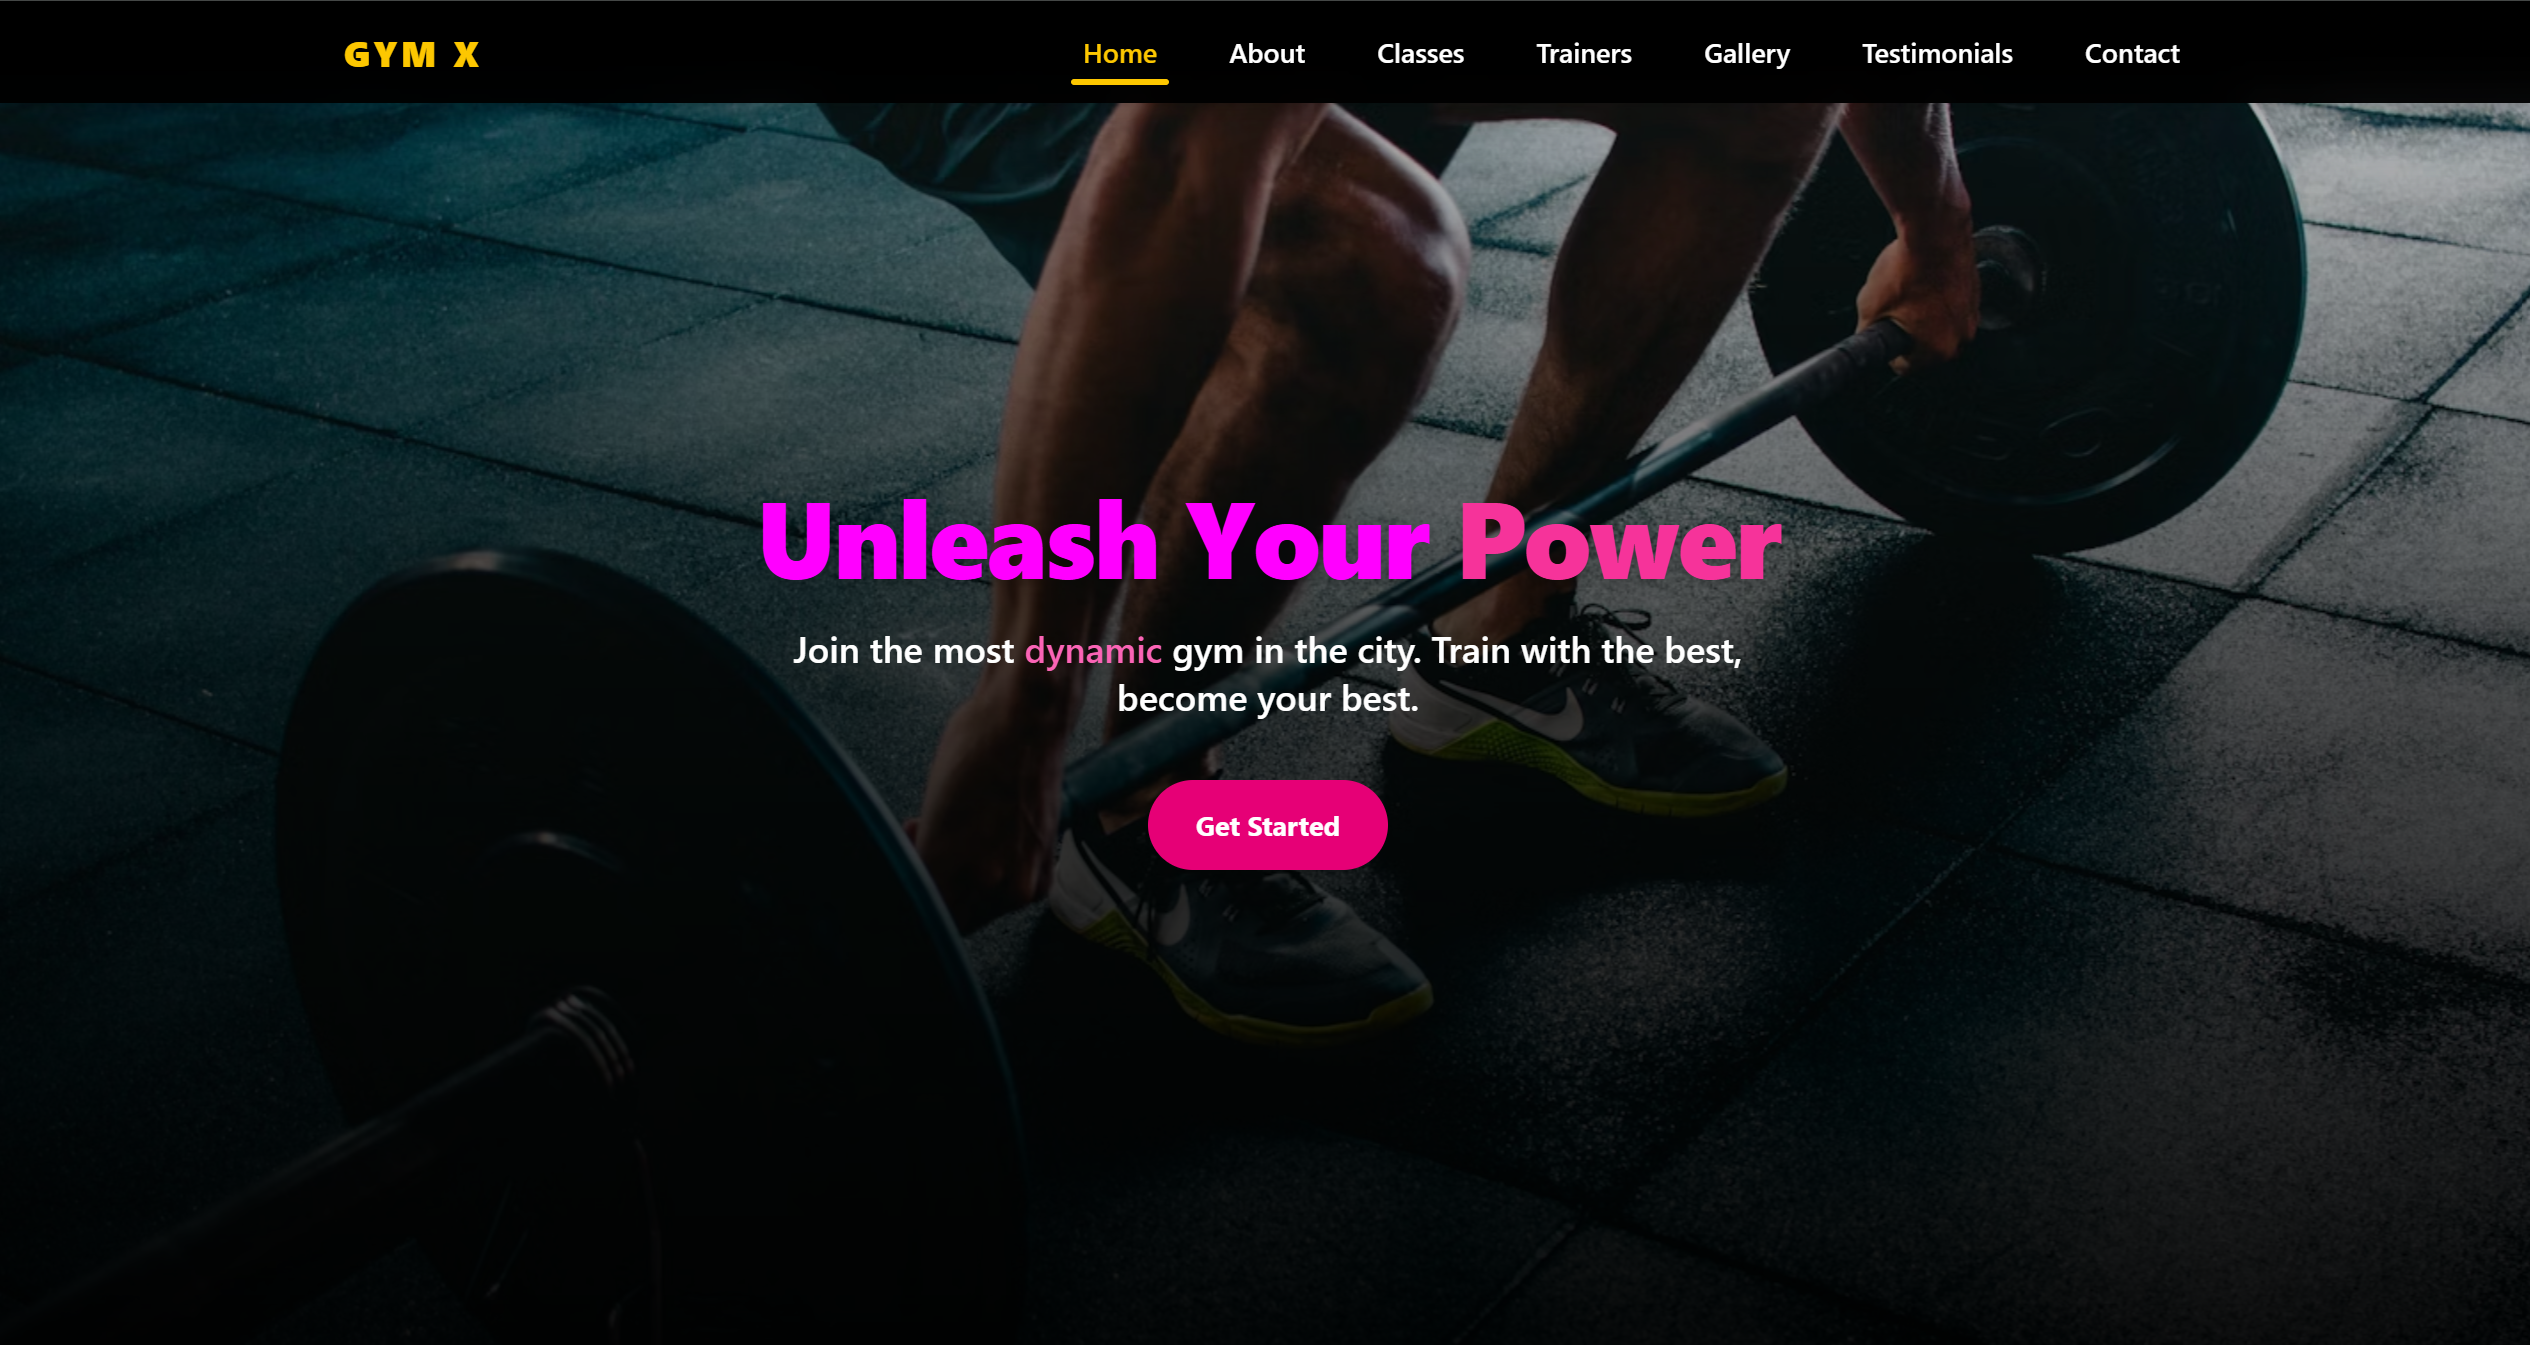 GYM X
Home About Classes Trainers Gallery Testimonials Contact
Unleash Your Power
Join the most dynamic gym in the city. Train with the best,
become your best.
Get Started